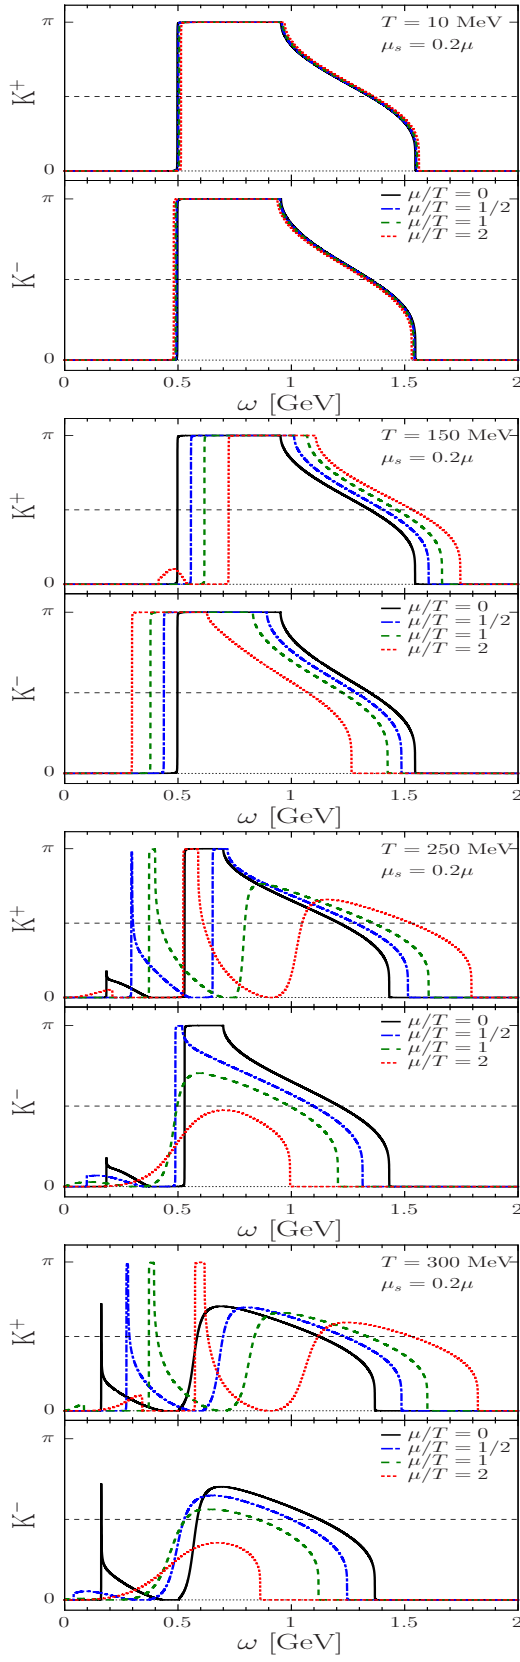 π
T = 10 MeV
μ_s = 0.2μ
K⁺
0
π
μ/T = 0
μ/T = 1/2
μ/T = 1
μ/T = 2
K⁻
0
0 0.5 1 1.5 2
ω [GeV]
π
T = 150 MeV
μ_s = 0.2μ
K⁺
0
π
μ/T = 0
μ/T = 1/2
μ/T = 1
μ/T = 2
K⁻
0
0 0.5 1 1.5 2
ω [GeV]
π
T = 250 MeV
μ_s = 0.2μ
K⁺
0
π
μ/T = 0
μ/T = 1/2
μ/T = 1
μ/T = 2
K⁻
0
0 0.5 1 1.5 2
ω [GeV]
π
T = 300 MeV
μ_s = 0.2μ
K⁺
0
π
μ/T = 0
μ/T = 1/2
μ/T = 1
μ/T = 2
K⁻
0
0 0.5 1 1.5 2
ω [GeV]